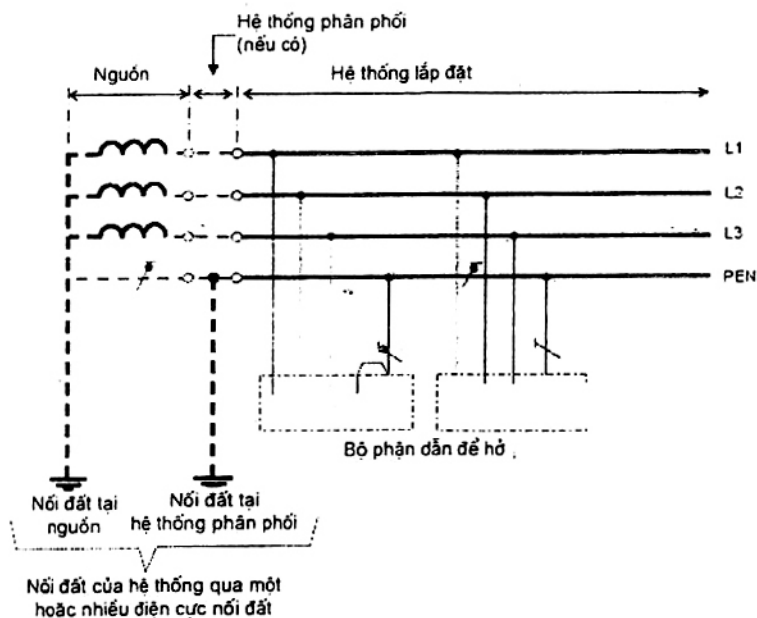 Hệ thống phân phối
(nếu có)
Nguồn
Hệ thống lắp đặt
L1
L2
L3
PEN
Bộ phận dẫn để hở
Nối đất tại
nguồn
Nối đất tại
hệ thống phân phối
Nối đất của hệ thống qua một
hoặc nhiều điện cực nối đất